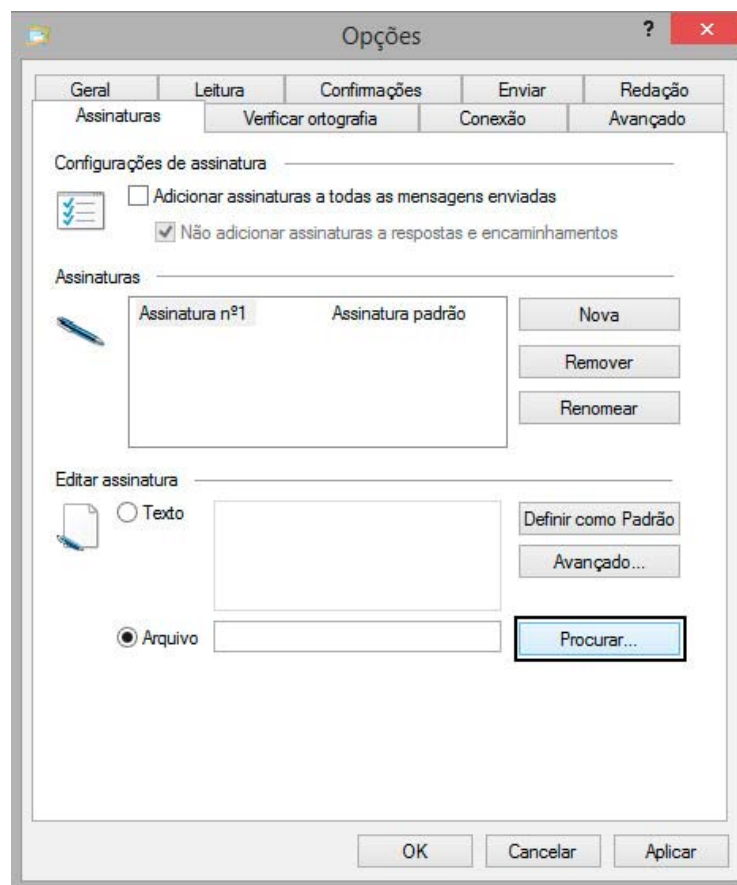 Opções
?
Geral Leitura Confirmações Enviar Redação
Assinaturas Verificar ortografia Conexão Avançado
Configurações de assinatura
Adicionar assinaturas a todas as mensagens enviadas
Não adicionar assinaturas a respostas e encaminhamentos
Assinaturas
Assinatura nº1 Assinatura padrão
Nova
Remover
Renomear
Editar assinatura
Texto
Definir como Padrão
Avançado...
Arquivo
Procurar...
OK Cancelar Aplicar